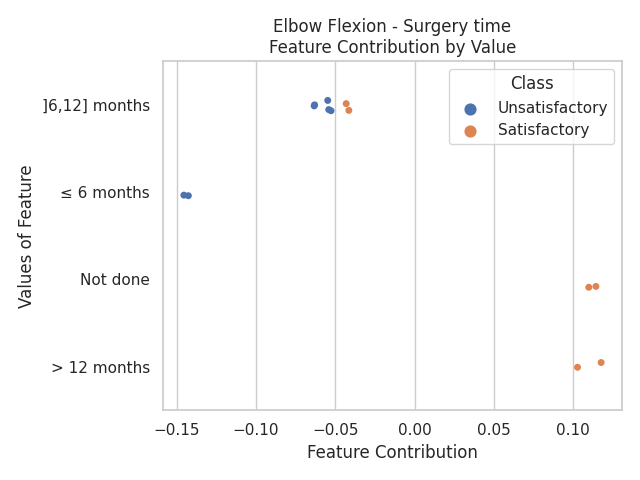 Elbow Flexion - Surgery time
Feature Contribution by Value
Class
Unsatisfactory
Satisfactory
Values of Feature
]6,12] months
≤ 6 months
Not done
> 12 months
−0.15 −0.10 −0.05 0.00 0.05 0.10
Feature Contribution